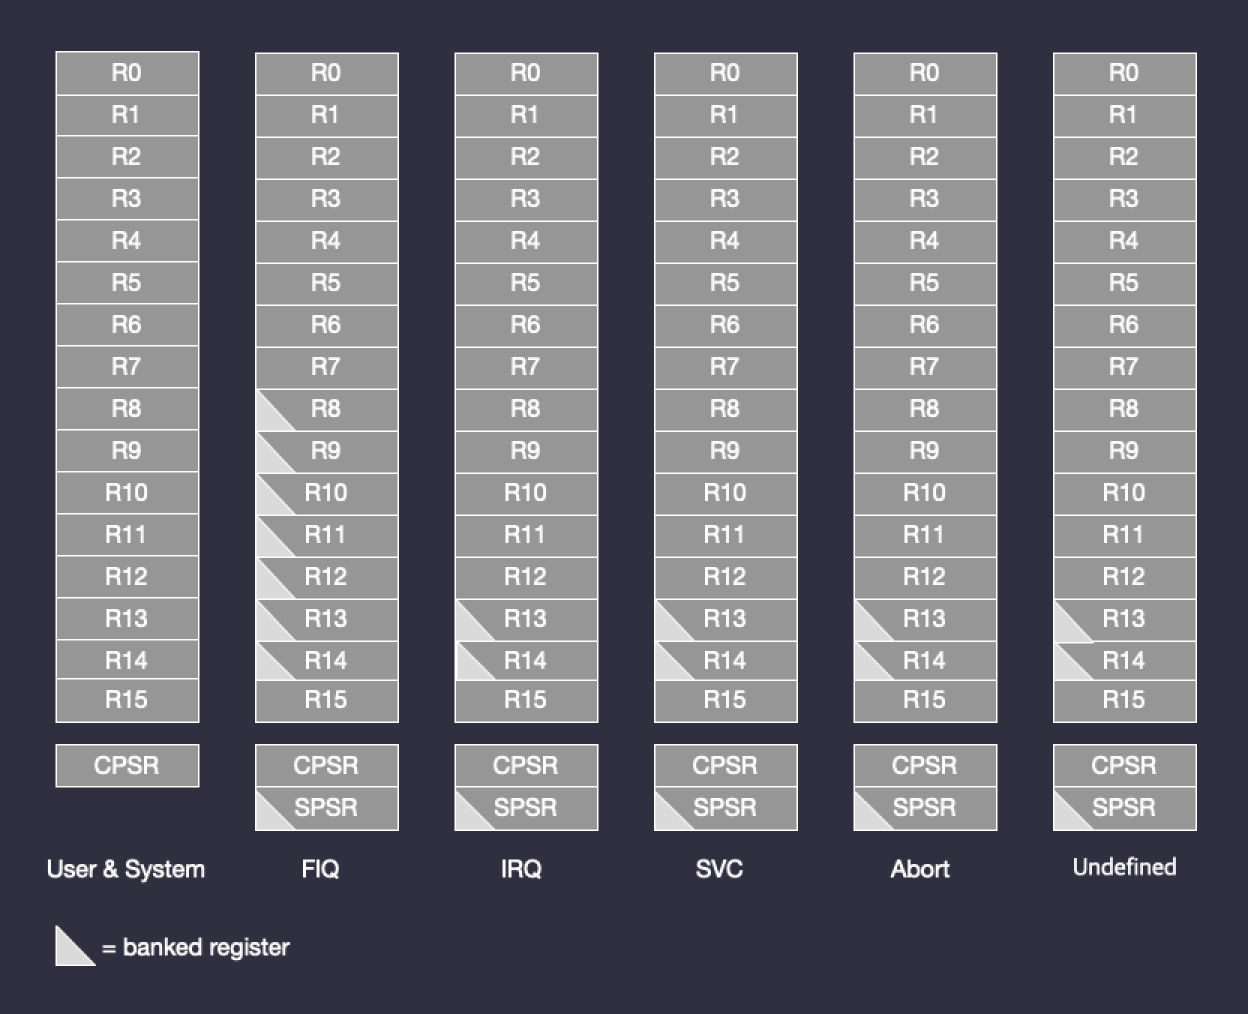 R0 R0 R0 R0 R0 R0
R1 R1 R1 R1 R1 R1
R2 R2 R2 R2 R2 R2
R3 R3 R3 R3 R3 R3
R4 R4 R4 R4 R4 R4
R5 R5 R5 R5 R5 R5
R6 R6 R6 R6 R6 R6
R7 R7 R7 R7 R7 R7
R8 R8 R8 R8 R8 R8
R9 R9 R9 R9 R9 R9
R10 R10 R10 R10 R10 R10
R11 R11 R11 R11 R11 R11
R12 R12 R12 R12 R12 R12
R13 R13 R13 R13 R13 R13
R14 R14 R14 R14 R14 R14
R15 R15 R15 R15 R15 R15
CPSR CPSR CPSR CPSR CPSR CPSR
SPSR SPSR SPSR SPSR SPSR
User & System FIQ IRQ SVC Abort Undefined
= banked register